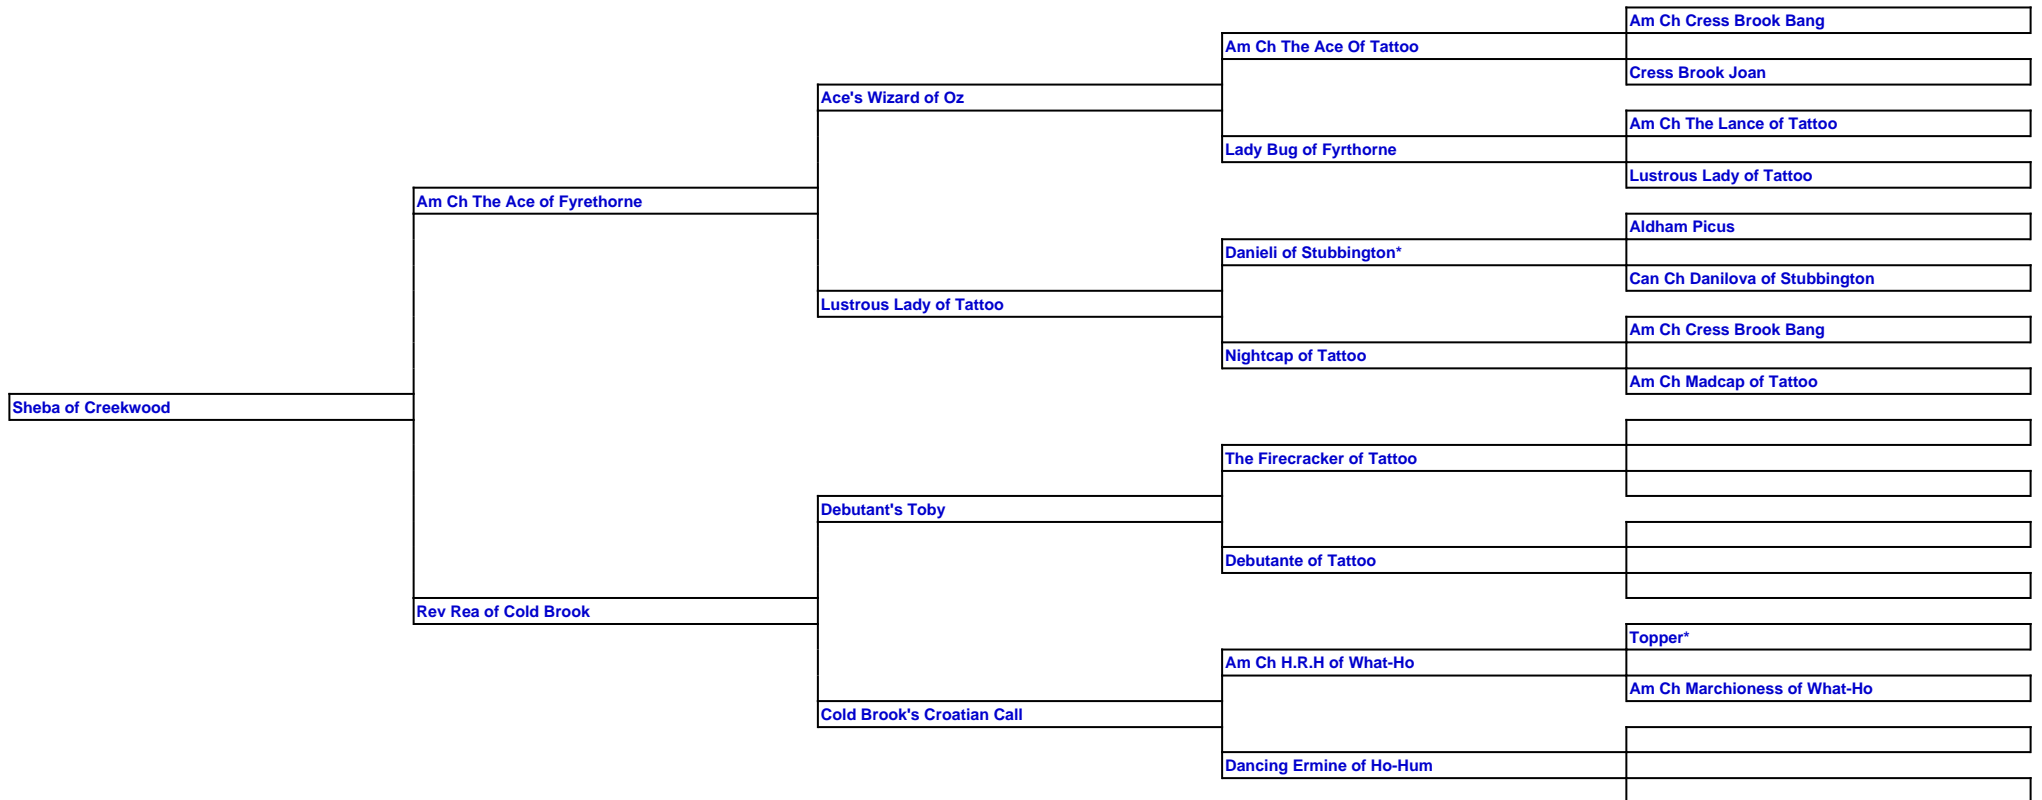 Am Ch Cress Brook Bang
Am Ch The Ace Of Tattoo
Cress Brook Joan
Ace's Wizard of Oz
Am Ch The Lance of Tattoo
Lady Bug of Fyrthorne
Lustrous Lady of Tattoo
Am Ch The Ace of Fyrethorne
Aldham Picus
Danieli of Stubbington*
Can Ch Danilova of Stubbington
Lustrous Lady of Tattoo
Am Ch Cress Brook Bang
Nightcap of Tattoo
Am Ch Madcap of Tattoo
Sheba of Creekwood
The Firecracker of Tattoo
Debutant's Toby
Debutante of Tattoo
Rev Rea of Cold Brook
Topper*
Am Ch H.R.H of What-Ho
Am Ch Marchioness of What-Ho
Cold Brook's Croatian Call
Dancing Ermine of Ho-Hum